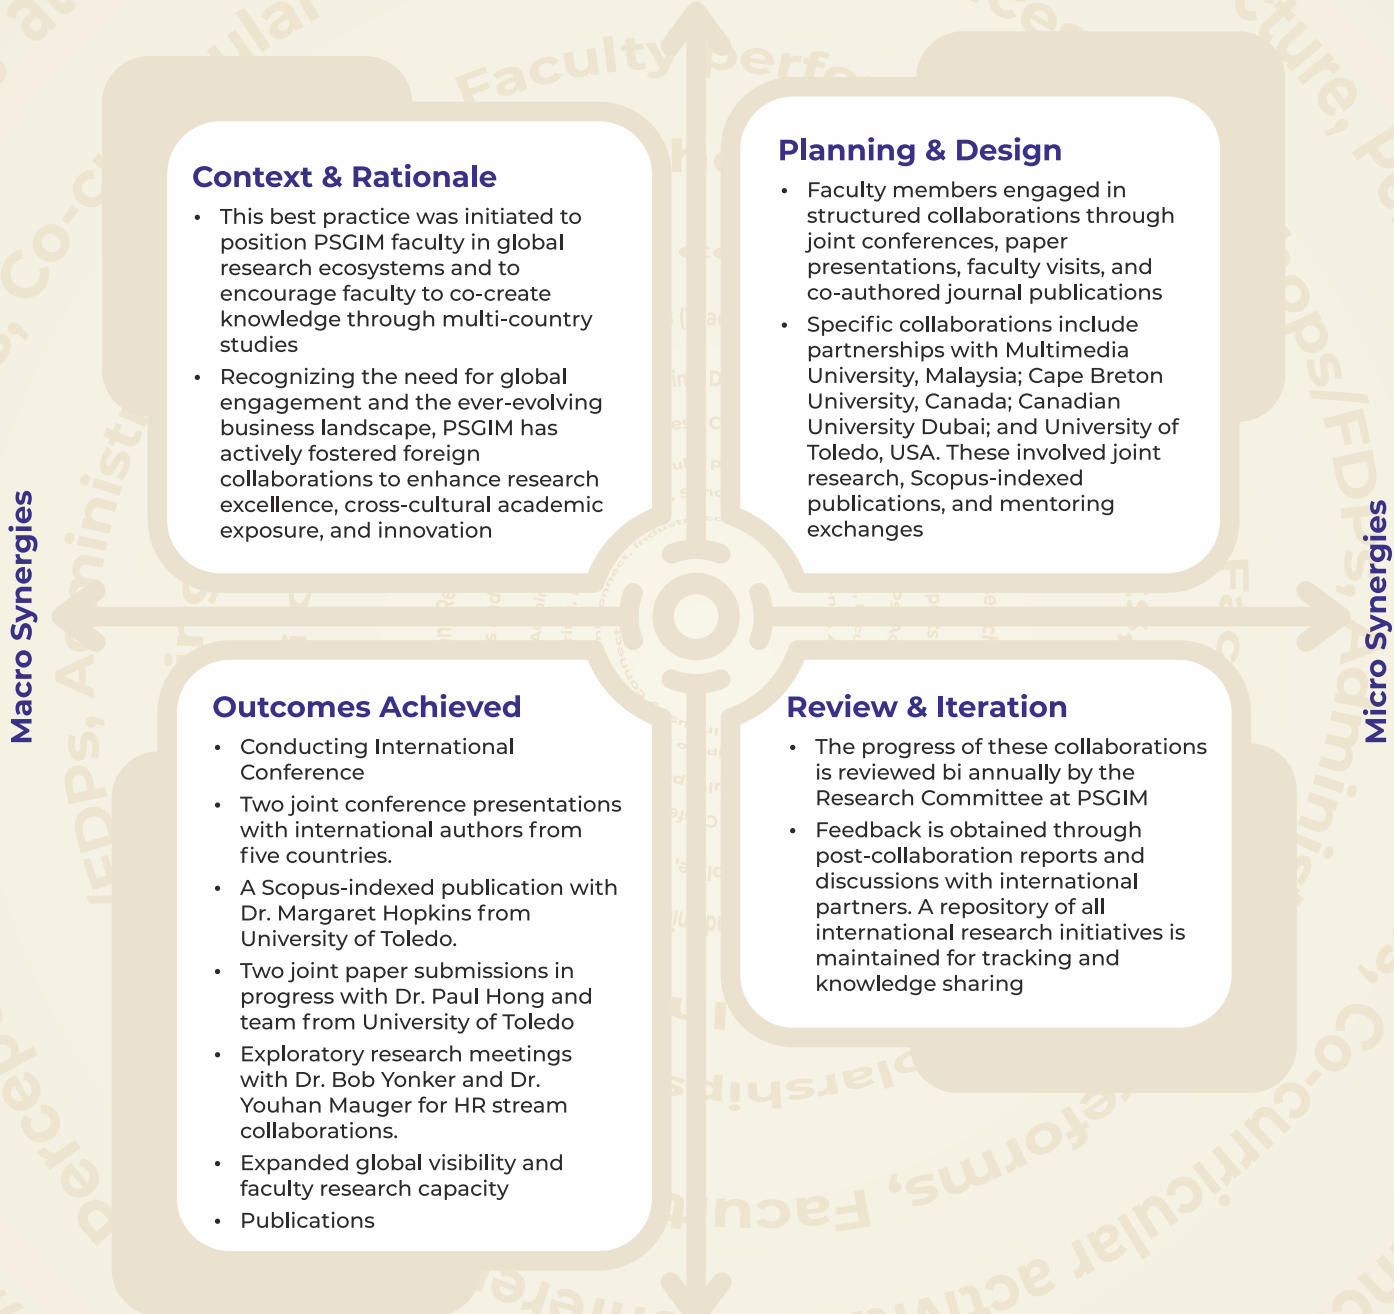 Context & Rationale
• This best practice was initiated to
position PSGIM faculty in global
research ecosystems and to
encourage faculty to co-create
knowledge through multi-country
studies
• Recognizing the need for global
engagement and the ever-evolving
business landscape, PSGIM has
actively fostered foreign
collaborations to enhance research
excellence, cross-cultural academic
exposure, and innovation
Planning & Design
• Faculty members engaged in
structured collaborations through
joint conferences, paper
presentations, faculty visits, and
co-authored journal publications
• Specific collaborations include
partnerships with Multimedia
University, Malaysia; Cape Breton
University, Canada; Canadian
University Dubai; and University of
Toledo, USA. These involved joint
research, Scopus-indexed
publications, and mentoring
exchanges
Macro Synergies
Micro Synergies
Outcomes Achieved
• Conducting International
Conference
• Two joint conference presentations
with international authors from
five countries.
• A Scopus-indexed publication with
Dr. Margaret Hopkins from
University of Toledo.
• Two joint paper submissions in
progress with Dr. Paul Hong and
team from University of Toledo
• Exploratory research meetings
with Dr. Bob Yonker and Dr.
Youhan Mauger for HR stream
collaborations.
• Expanded global visibility and
faculty research capacity
• Publications
Review & Iteration
• The progress of these collaborations
is reviewed bi annually by the
Research Committee at PSGIM
• Feedback is obtained through
post-collaboration reports and
discussions with international
partners. A repository of all
international research initiatives is
maintained for tracking and
knowledge sharing